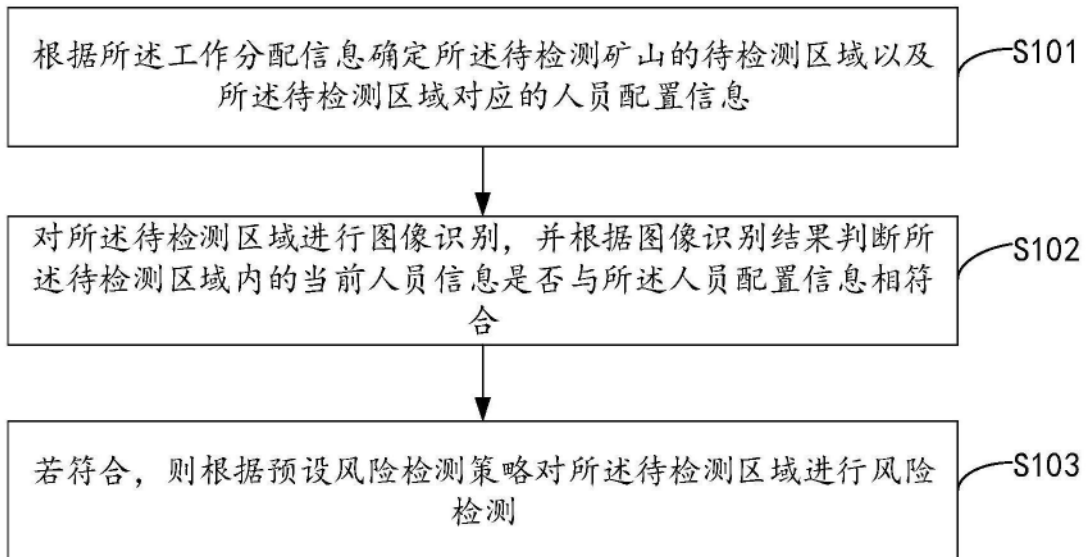 根据所述工作分配信息确定所述待检测矿山的待检测区域以及
所述待检测区域对应的人员配置信息
S101
对所述待检测区域进行图像识别，并根据图像识别结果判断所
述待检测区域内的当前人员信息是否与所述人员配置信息相符
合
S102
若符合，则根据预设风险检测策略对所述待检测区域进行风险
检测
S103